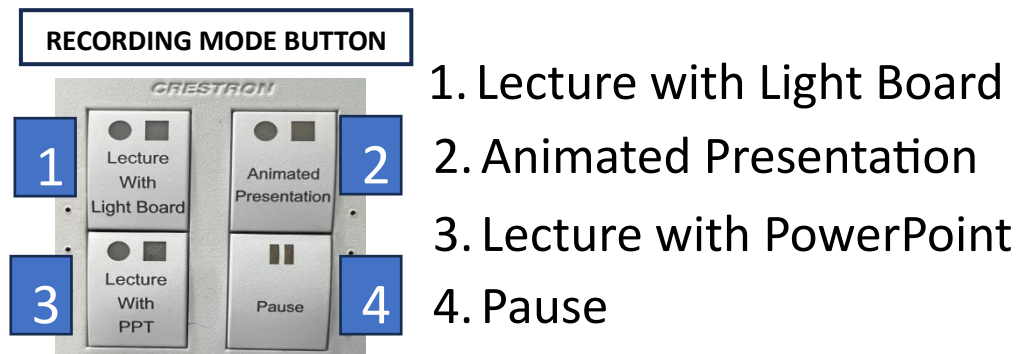 RECORDING MODE BUTTON
CRESTRON
1
Lecture
With
Light Board
2
Animated
Presentation
3
Lecture
With
PPT
4
Pause
1. Lecture with Light Board
2. Animated Presentation
3. Lecture with PowerPoint
4. Pause